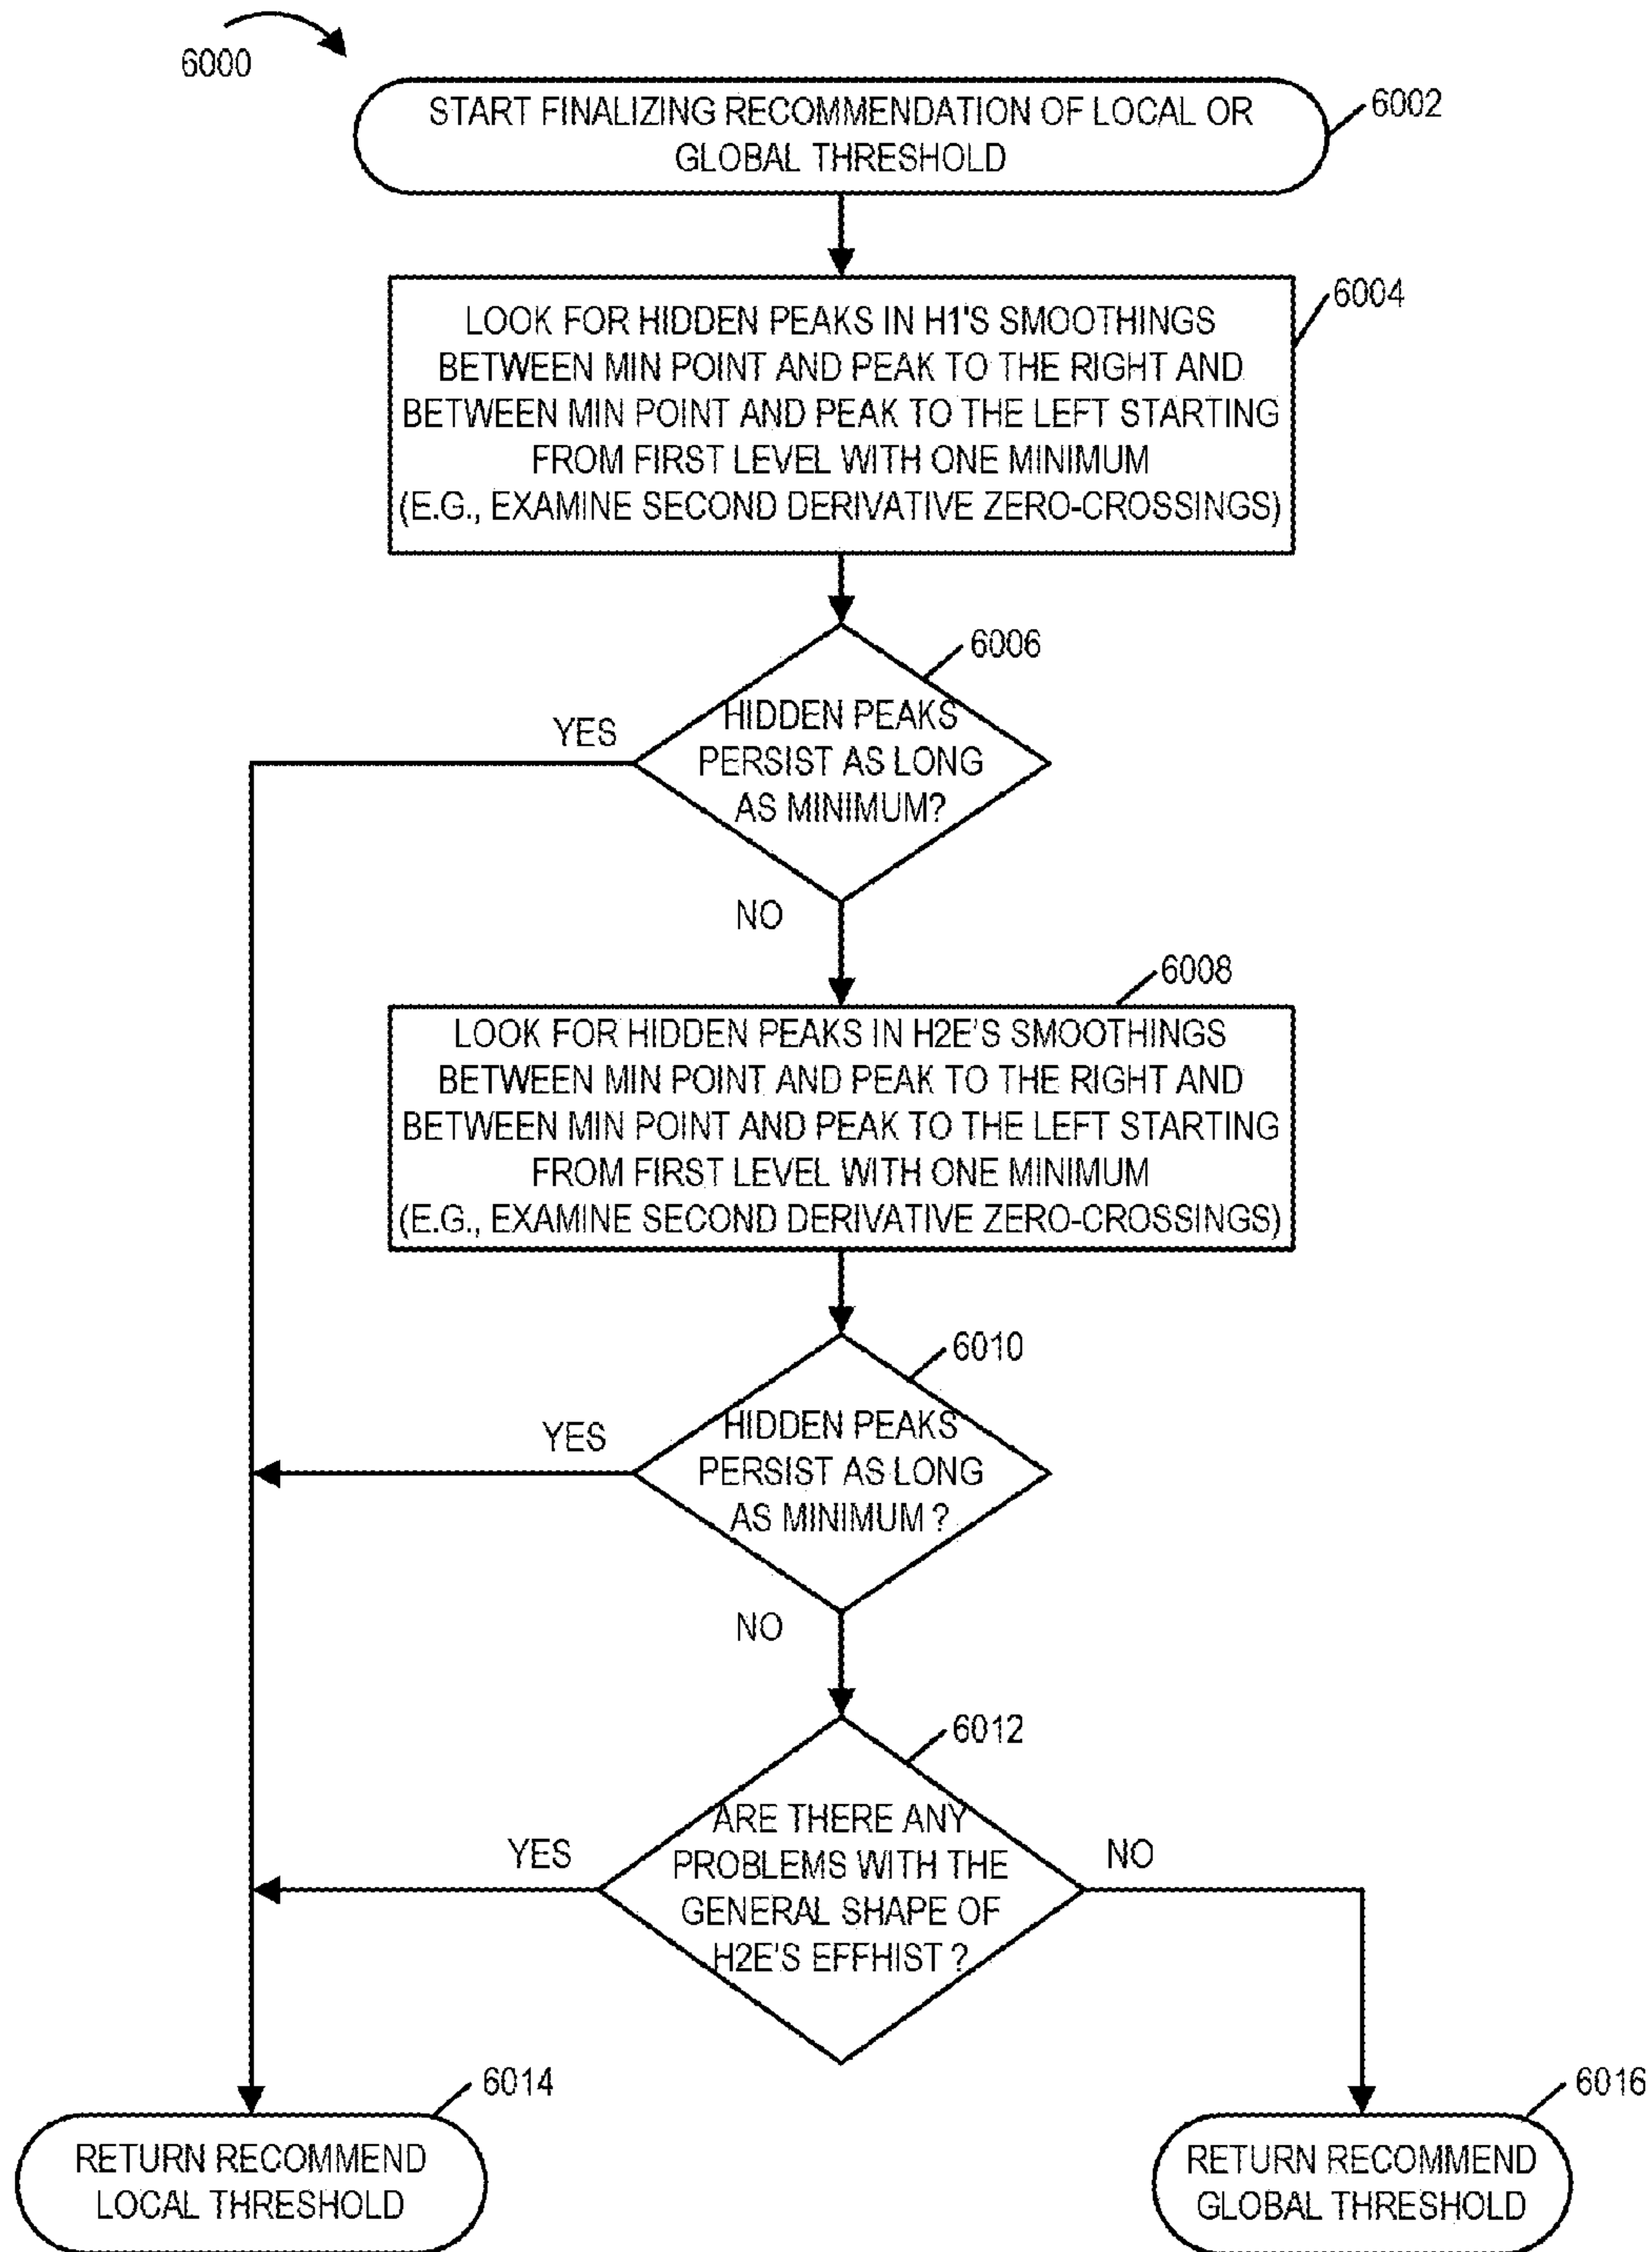 6000
START FINALIZING RECOMMENDATION OF LOCAL OR
GLOBAL THRESHOLD
6002
LOOK FOR HIDDEN PEAKS IN H1'S SMOOTHINGS
BETWEEN MIN POINT AND PEAK TO THE RIGHT AND
BETWEEN MIN POINT AND PEAK TO THE LEFT STARTING
FROM FIRST LEVEL WITH ONE MINIMUM
(E.G., EXAMINE SECOND DERIVATIVE ZERO-CROSSINGS)
6004
6006
HIDDEN PEAKS
PERSIST AS LONG
AS MINIMUM?
YES
NO
6008
LOOK FOR HIDDEN PEAKS IN H2E'S SMOOTHINGS
BETWEEN MIN POINT AND PEAK TO THE RIGHT AND
BETWEEN MIN POINT AND PEAK TO THE LEFT STARTING
FROM FIRST LEVEL WITH ONE MINIMUM
(E.G., EXAMINE SECOND DERIVATIVE ZERO-CROSSINGS)
6010
HIDDEN PEAKS
PERSIST AS LONG
AS MINIMUM ?
YES
NO
6012
ARE THERE ANY
PROBLEMS WITH THE
GENERAL SHAPE OF
H2E'S EFFHIST ?
YES
NO
6014
RETURN RECOMMEND
LOCAL THRESHOLD
6016
RETURN RECOMMEND
GLOBAL THRESHOLD